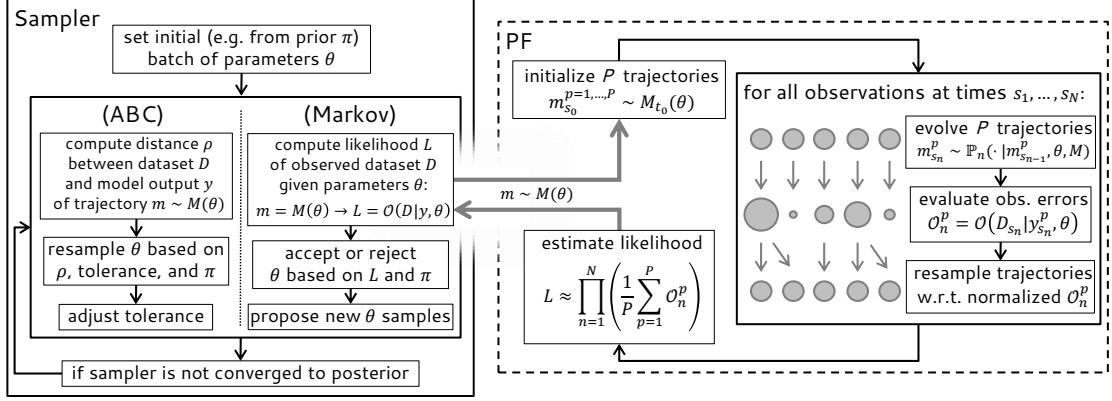 Sampler
set initial (e.g. from prior π)
batch of parameters θ
(ABC)
compute distance ρ
between dataset D
and model output y
of trajectory m ~ M(θ)
resample θ based on
ρ, tolerance, and π
adjust tolerance
(Markov)
compute likelihood L
of observed dataset D
given parameters θ:
m = M(θ) → L = 𝒪(D|y, θ)
accept or reject
θ based on L and π
propose new θ samples
if sampler is not converged to posterior
m ~ M(θ)
PF
initialize P trajectories
m_{s_0}^{p=1,…,P} ~ M_{t_0}(θ)
for all observations at times s_1, …, s_N:
evolve P trajectories
m_{s_n}^p ~ ℙ_n(· |m_{s_{n−1}}^p, θ, M)
evaluate obs. errors
𝒪_n^p = 𝒪(D_{s_n}|y_{s_n}^p, θ)
resample trajectories
w.r.t. normalized 𝒪_n^p
estimate likelihood
L ≈ ∏_{n=1}^{N} (1/P ∑_{p=1}^{P} 𝒪_n^p)